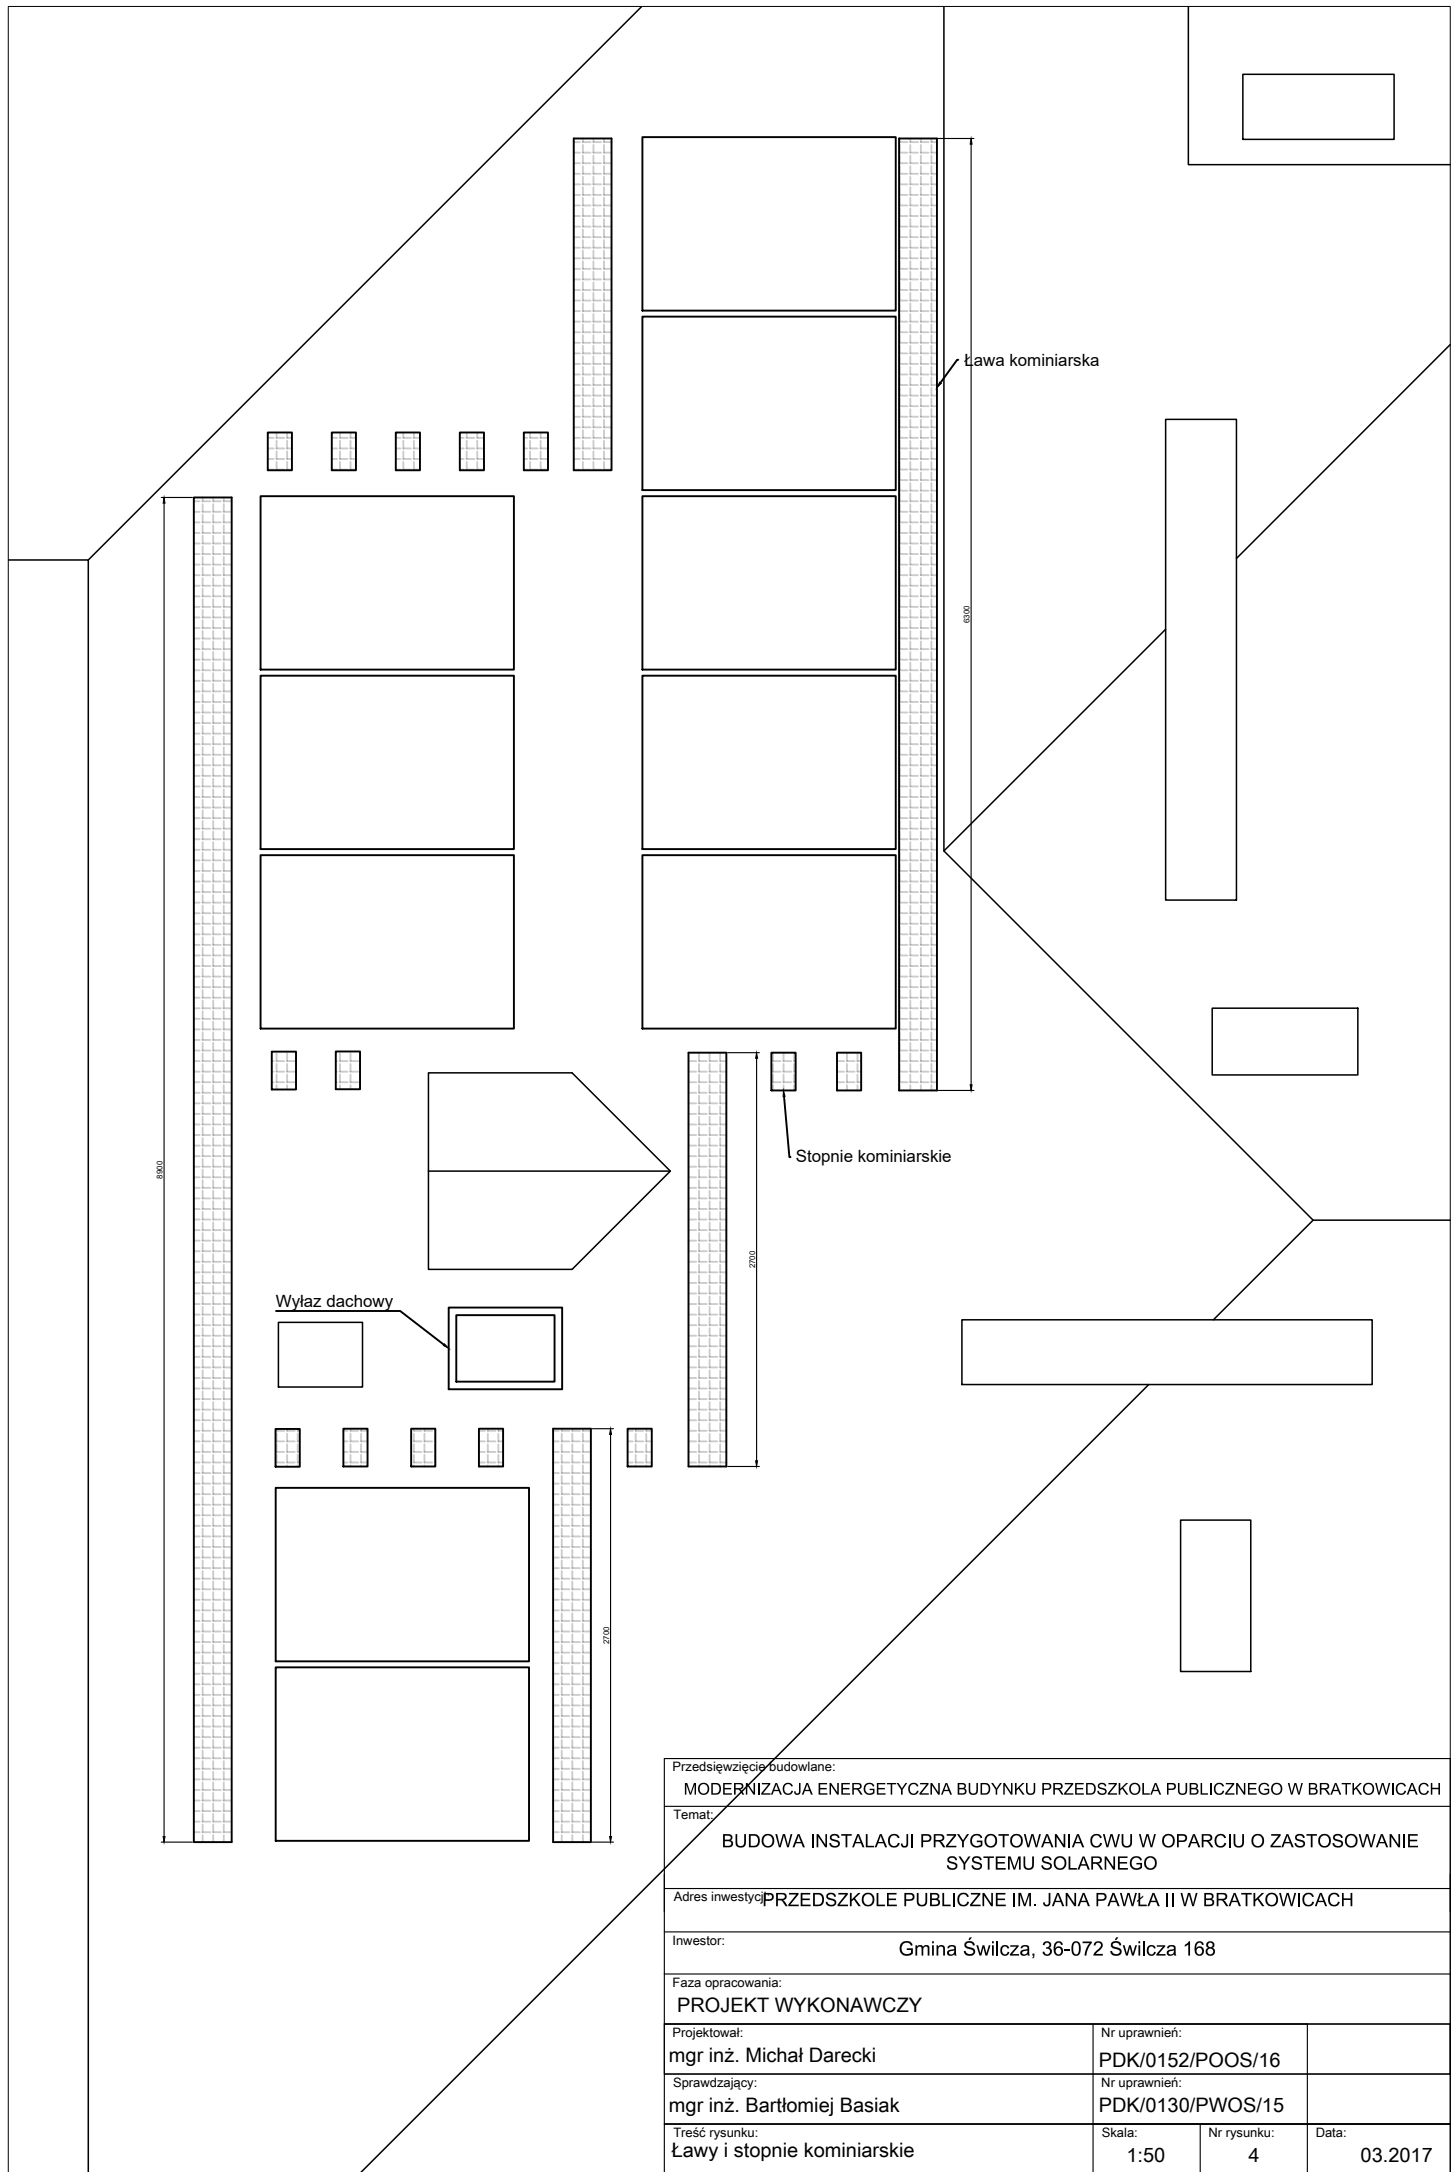 Ława kominiarska
6300
8900
Stopnie kominiarskie
2700
Wyłaz dachowy
2700
Przedsięwzięcie budowlane:
MODERNIZACJA ENERGETYCZNA BUDYNKU PRZEDSZKOLA PUBLICZNEGO W BRATKOWICACH
Temat:
BUDOWA INSTALACJI PRZYGOTOWANIA CWU W OPARCIU O ZASTOSOWANIE
SYSTEMU SOLARNEGO
Adres inwestycji PRZEDSZKOLE PUBLICZNE IM. JANA PAWŁA II W BRATKOWICACH
Inwestor:
Gmina Świlcza, 36-072 Świlcza 168
Faza opracowania:
PROJEKT WYKONAWCZY
Projektował:
mgr inż. Michał Darecki
Nr uprawnień:
PDK/0152/POOS/16
Sprawdzający:
mgr inż. Bartłomiej Basiak
Nr uprawnień:
PDK/0130/PWOS/15
Treść rysunku:
Ławy i stopnie kominiarskie
Skala:
1:50
Nr rysunku:
4
Data:
03.2017